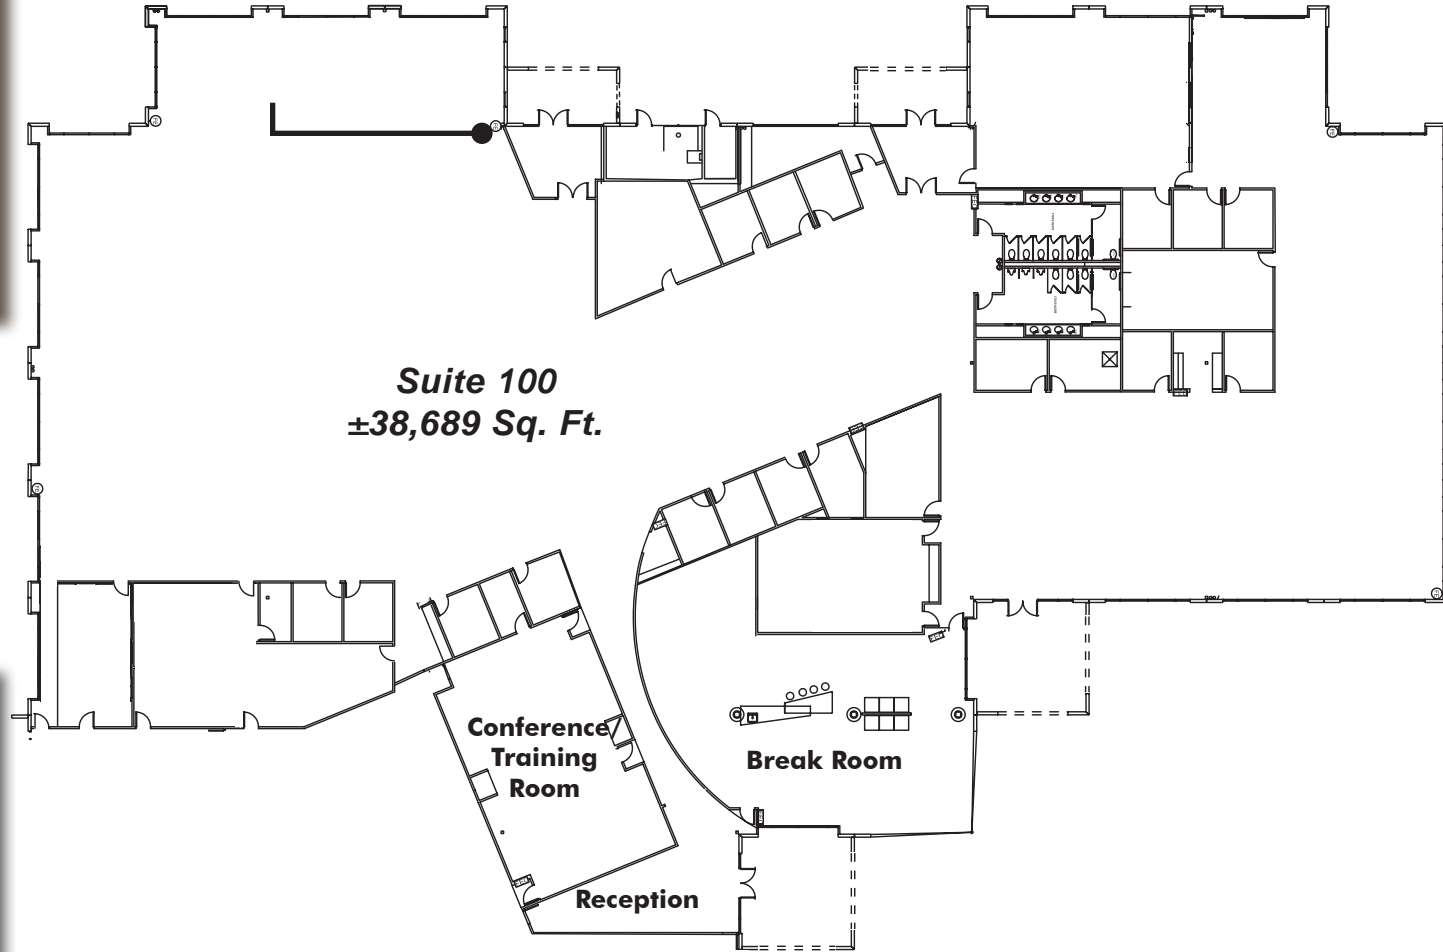 Suite 100
±38,689 Sq. Ft.
Conference/
Training
Room
Break Room
Reception